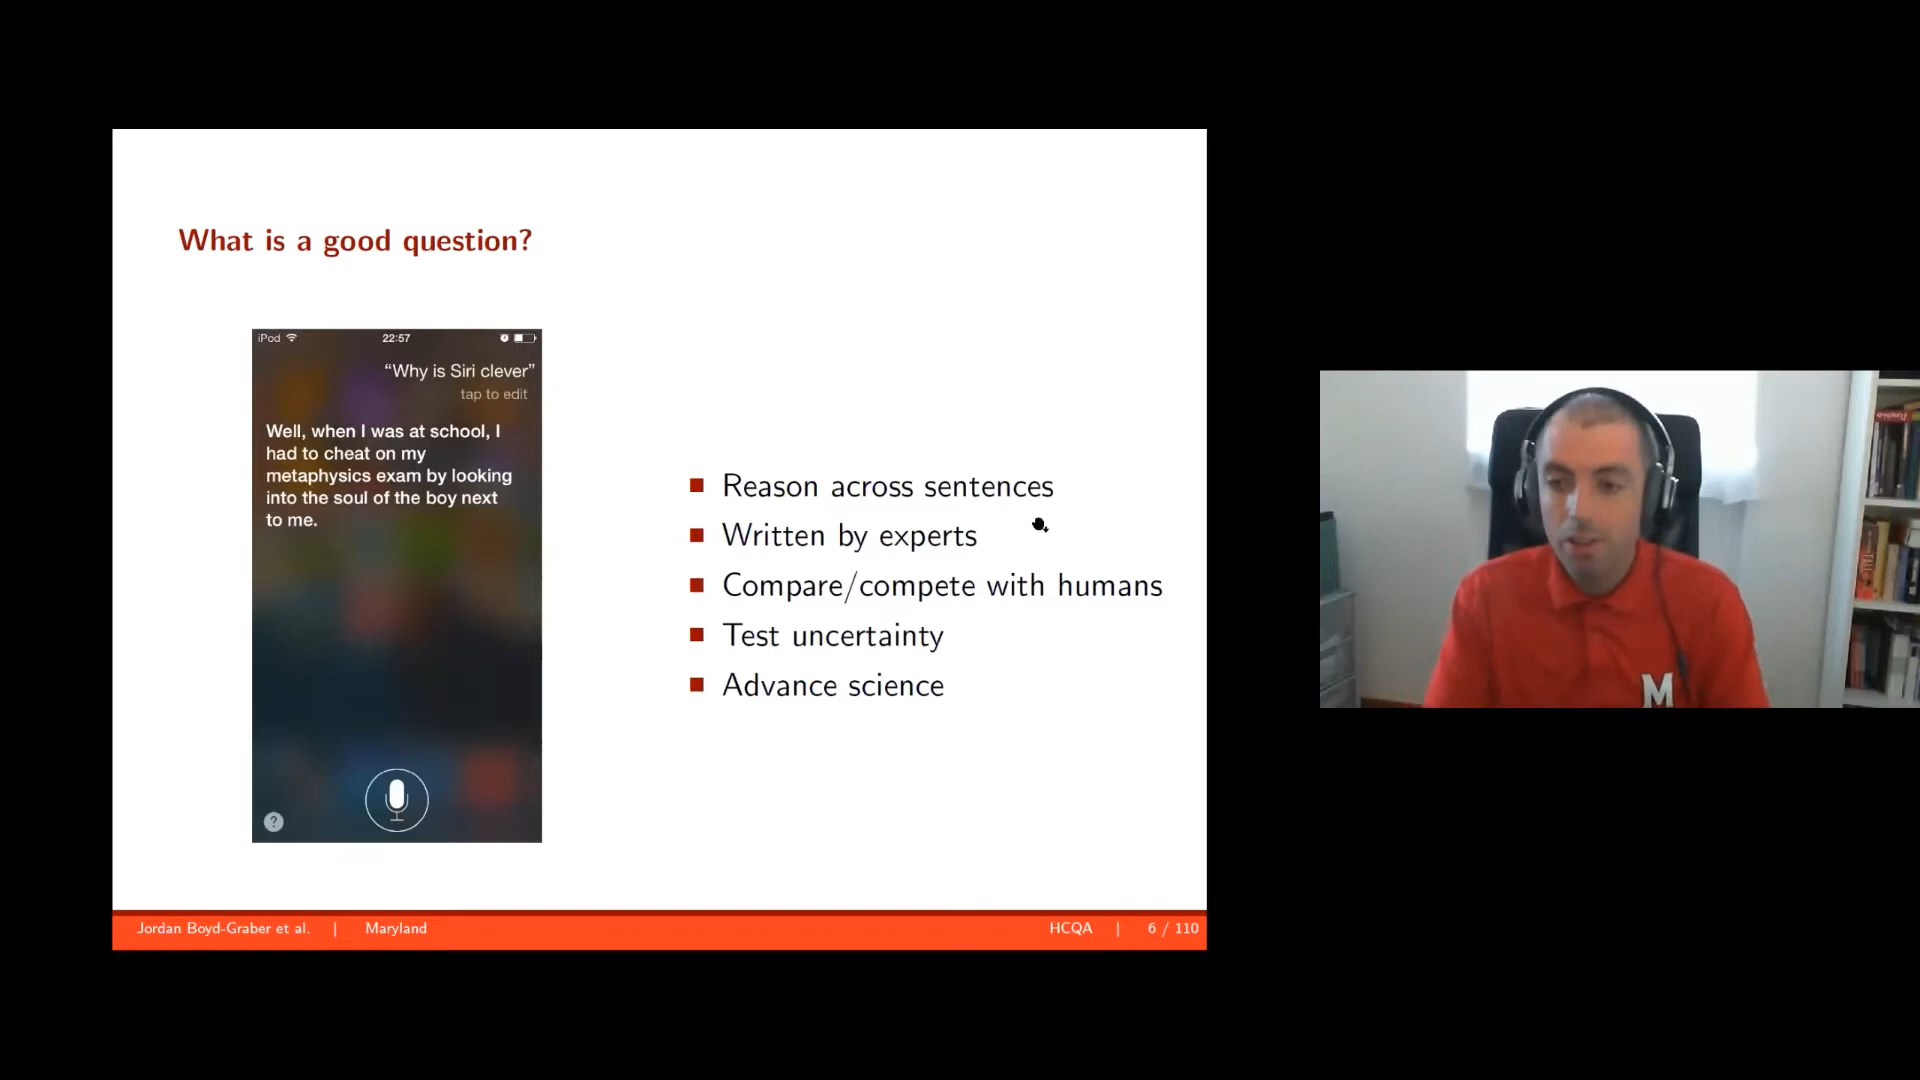 What is a good question?
iPod 22:57
“Why is Siri clever”
tap to edit
Well, when I was at school, I
had to cheat on my
metaphysics exam by looking
into the soul of the boy next
to me.
?
Reason across sentences
Written by experts
Compare/compete with humans
Test uncertainty
Advance science
Jordan Boyd-Graber et al. | Maryland
HCQA | 6 / 110
M